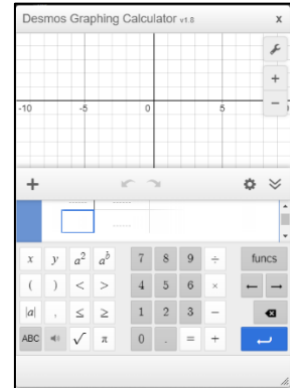 Desmos Graphing Calculator v1.8 x
+
-10 -5 0 5
−
+
x y a² aᵇ 7 8 9 ÷ funcs
( ) < > 4 5 6 × ← →
|a| , ≤ ≥ 1 2 3 −
ABC √ π 0 . = +